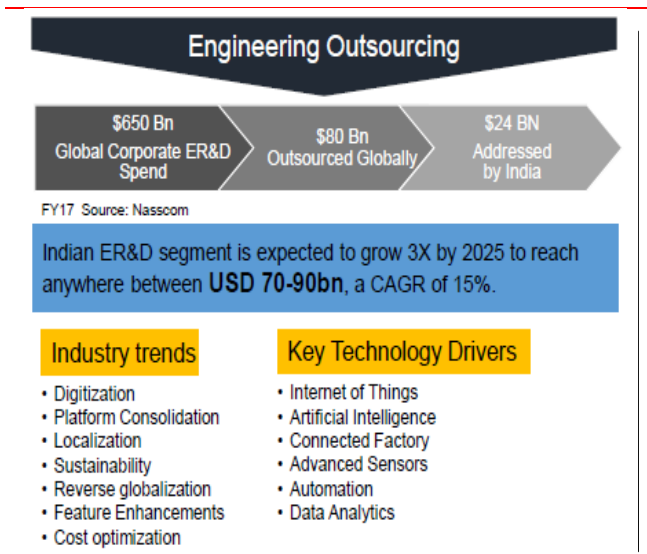 Engineering Outsourcing
$650 Bn
Global Corporate ER&D
Spend
$80 Bn
Outsourced Globally
$24 BN
Addressed
by India
FY17 Source: Nasscom
Indian ER&D segment is expected to grow 3X by 2025 to reach
anywhere between USD 70-90bn, a CAGR of 15%.
Industry trends
• Digitization
• Platform Consolidation
• Localization
• Sustainability
• Reverse globalization
• Feature Enhancements
• Cost optimization
Key Technology Drivers
• Internet of Things
• Artificial Intelligence
• Connected Factory
• Advanced Sensors
• Automation
• Data Analytics